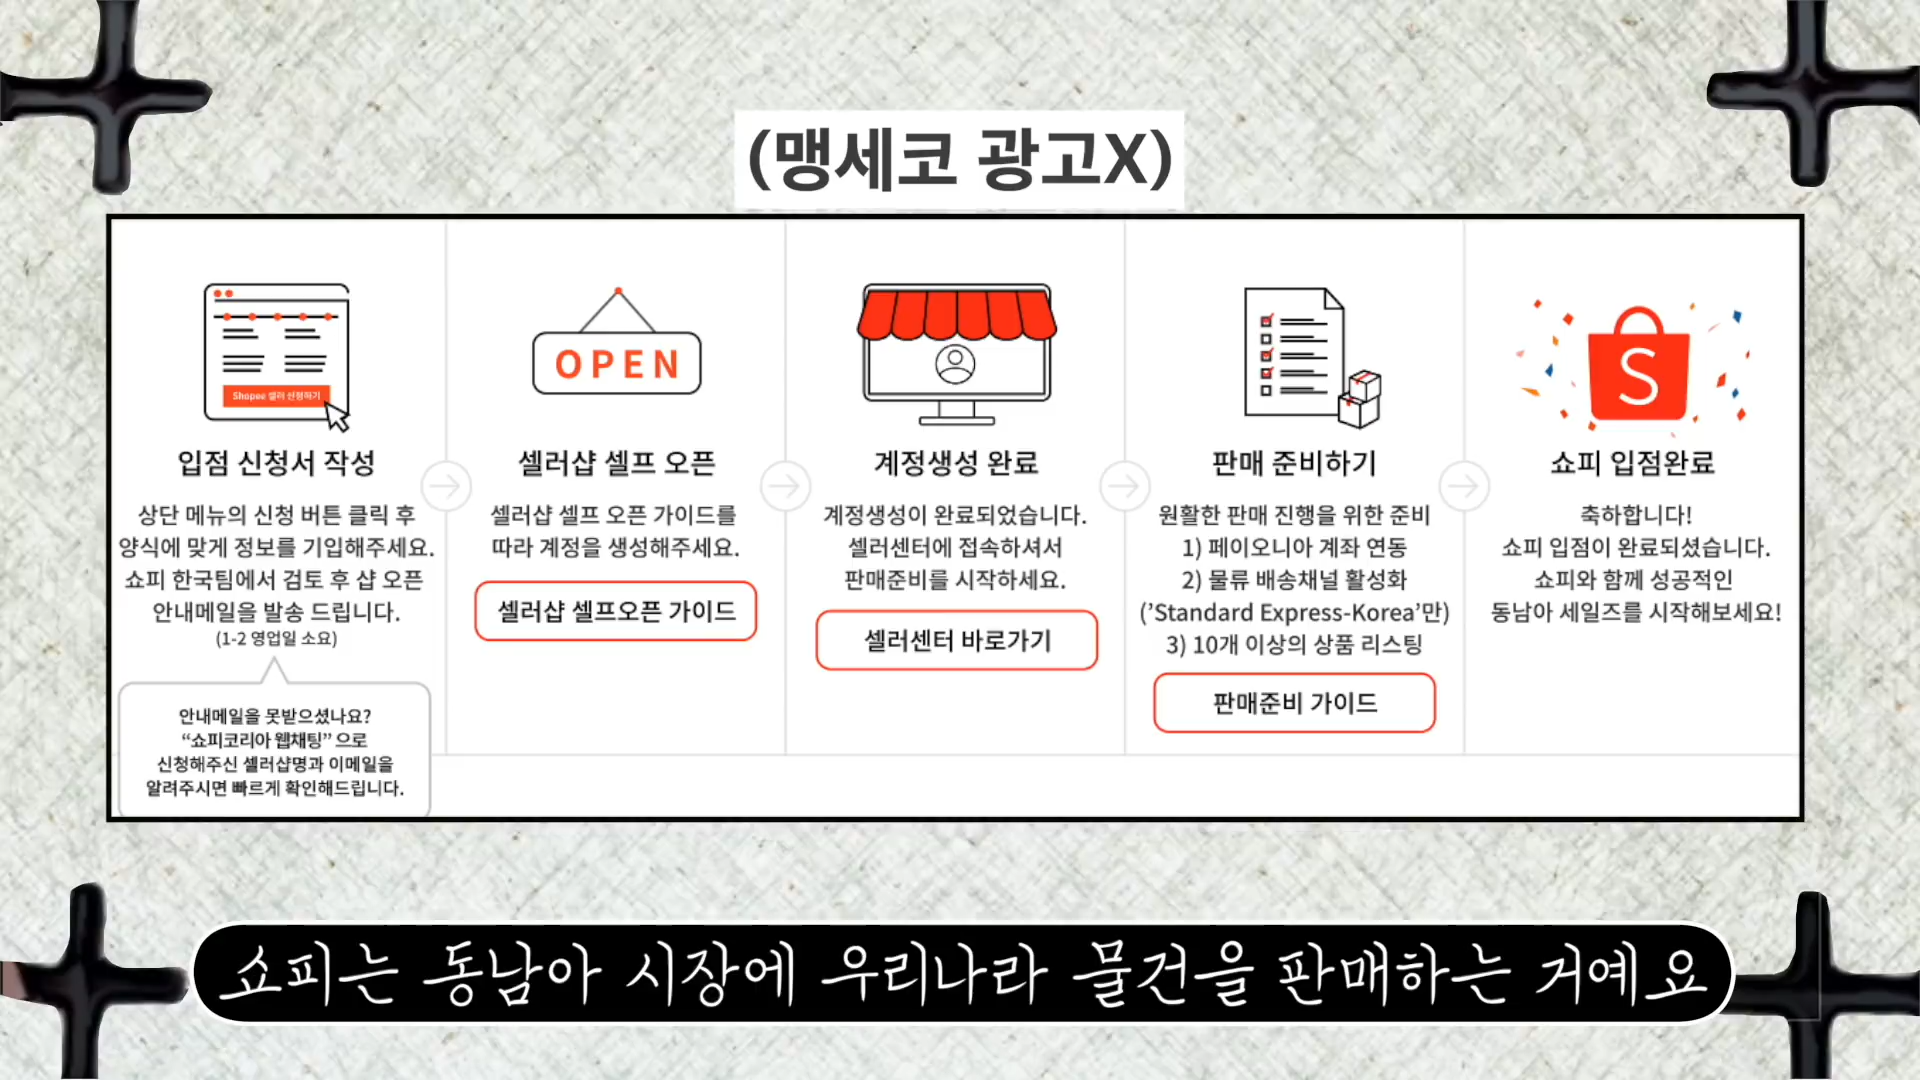 (맹세코 광고X)
Shopee 셀러 신청하기
입점 신청서 작성
상단 메뉴의 신청 버튼 클릭 후
양식에 맞게 정보를 기입해주세요.
쇼피 한국팀에서 검토 후 샵 오픈
안내메일을 발송 드립니다.
(1-2 영업일 소요)
안내메일을 못받으셨나요?
“쇼피코리아 웹채팅” 으로
신청해주신 셀러샵명과 이메일을
알려주시면 빠르게 확인해드립니다.
OPEN
셀러샵 셀프 오픈
셀러샵 셀프 오픈 가이드를
따라 계정을 생성해주세요.
셀러샵 셀프오픈 가이드
계정생성 완료
계정생성이 완료되었습니다.
셀러센터에 접속하셔서
판매준비를 시작하세요.
셀러센터 바로가기
판매 준비하기
원활한 판매 진행을 위한 준비
1) 페이오니아 계좌 연동
2) 물류 배송채널 활성화
(’Standard Express-Korea’만)
3) 10개 이상의 상품 리스팅
판매준비 가이드
S
쇼피 입점완료
축하합니다!
쇼피 입점이 완료되셨습니다.
쇼피와 함께 성공적인
동남아 세일즈를 시작해보세요!
쇼피는 동남아 시장에 우리나라 물건을 판매하는 거예요